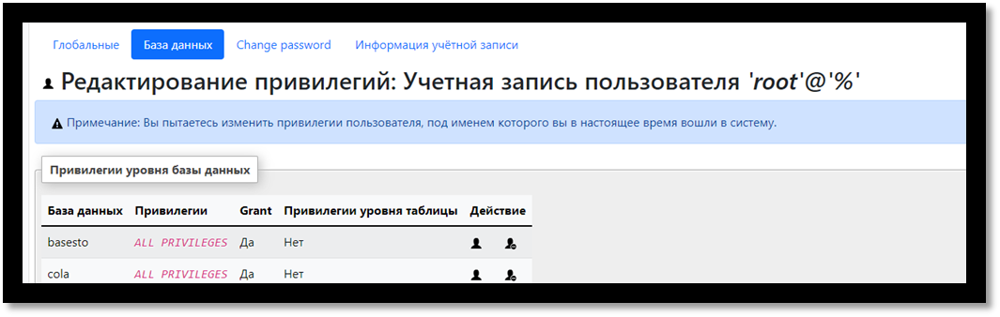 Глобальные База данных Change password Информация учётной записи
Редактирование привилегий: Учетная запись пользователя 'root'@'%'
Примечание: Вы пытаетесь изменить привилегии пользователя, под именем которого вы в настоящее время вошли в систему.
Привилегии уровня базы данных
База данных Привилегии Grant Привилегии уровня таблицы Действие
basesto ALL PRIVILEGES Да Нет
cola ALL PRIVILEGES Да Нет